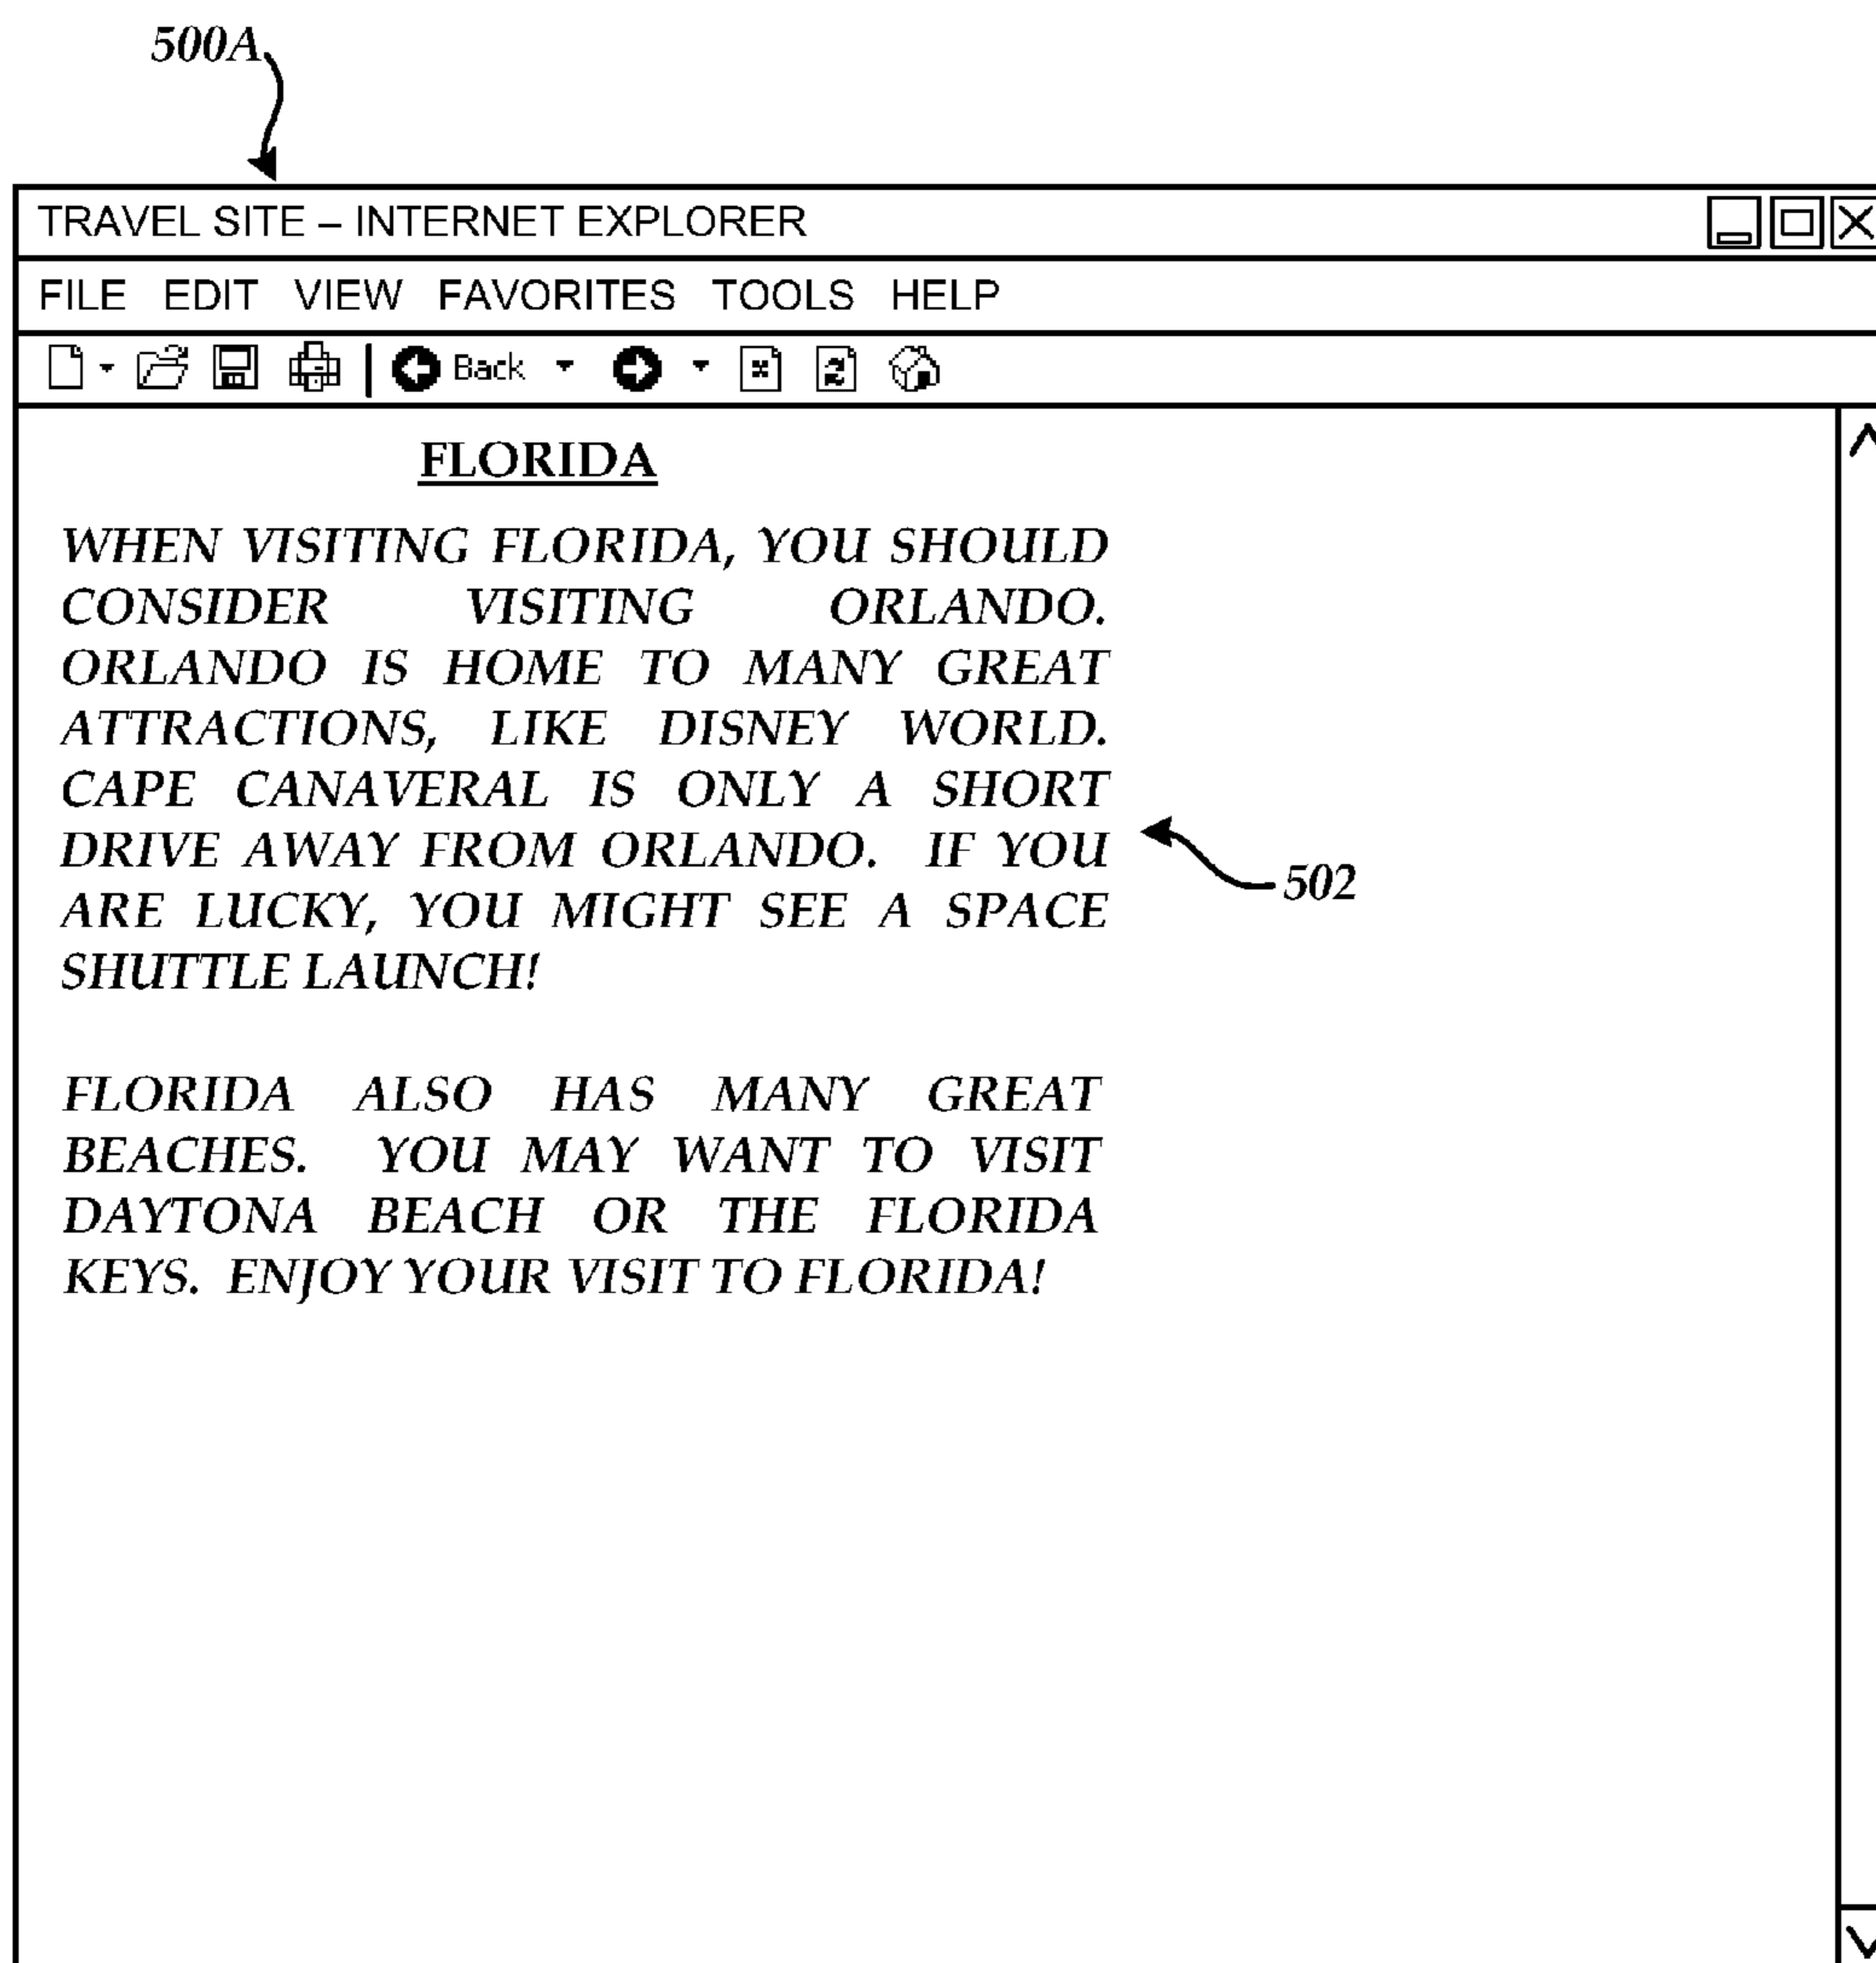 500A
TRAVEL SITE – INTERNET EXPLORER
FILE EDIT VIEW FAVORITES TOOLS HELP
Back
FLORIDA
WHEN VISITING FLORIDA, YOU SHOULD
CONSIDER VISITING ORLANDO.
ORLANDO IS HOME TO MANY GREAT
ATTRACTIONS, LIKE DISNEY WORLD.
CAPE CANAVERAL IS ONLY A SHORT
DRIVE AWAY FROM ORLANDO. IF YOU
ARE LUCKY, YOU MIGHT SEE A SPACE
SHUTTLE LAUNCH!
502
FLORIDA ALSO HAS MANY GREAT
BEACHES. YOU MAY WANT TO VISIT
DAYTONA BEACH OR THE FLORIDA
KEYS. ENJOY YOUR VISIT TO FLORIDA!